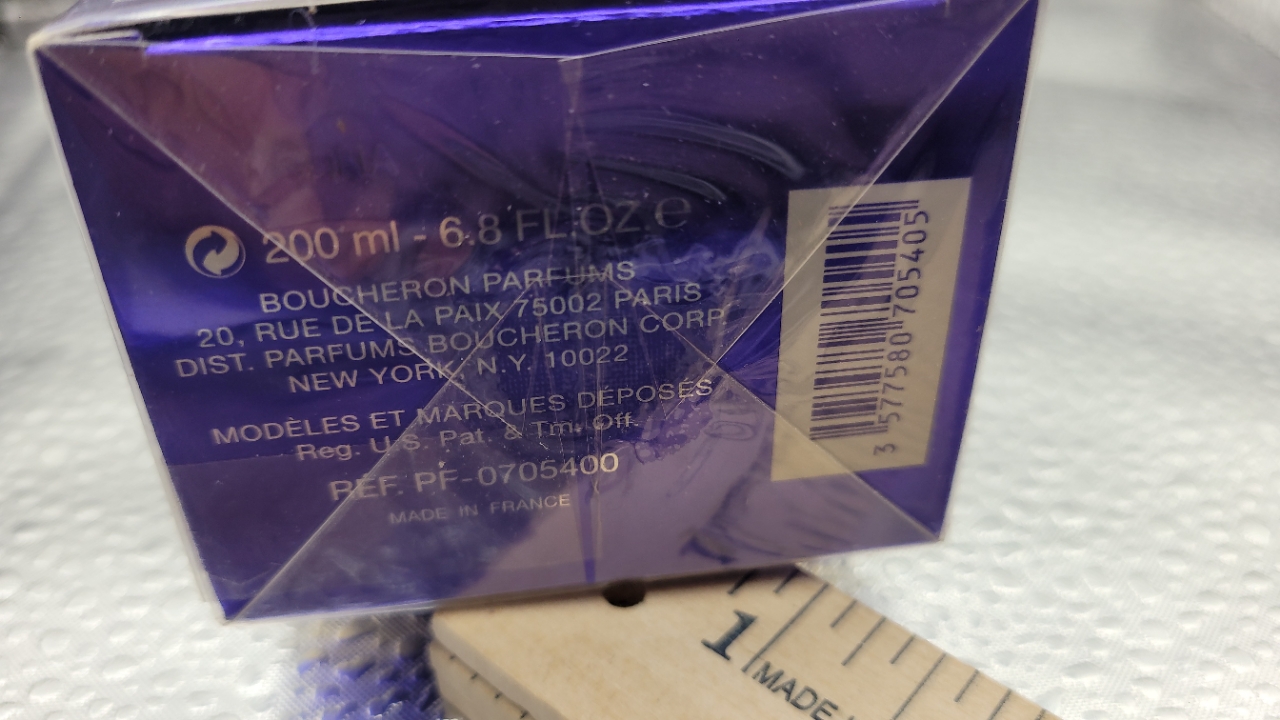 200 ml - 6.8 FL.OZ. ℮
BOUCHERON PARFUMS
20, RUE DE LA PAIX 75002 PARIS
DIST. PARFUMS BOUCHERON CORP.
NEW YORK, N.Y. 10022
MODÈLES ET MARQUES DÉPOSÉS
Reg. U.S. Pat. & Tm. Off.
REF. PF-0705400
MADE IN FRANCE
3 577580 705405
1
MADE